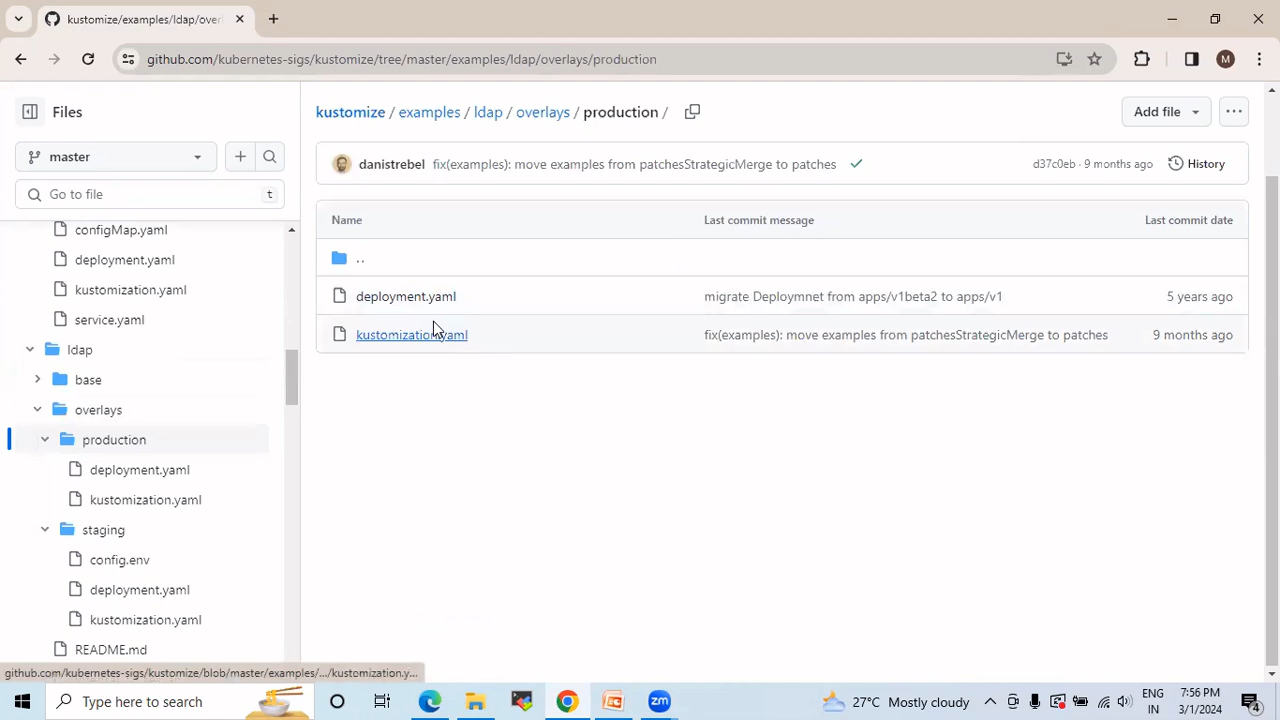 kustomize/examples/ldap/over
github.com/kubernetes-sigs/kustomize/tree/master/examples/ldap/overlays/production
M
Files
master
Go to file
t
configMap.yaml
deployment.yaml
kustomization.yaml
service.yaml
ldap
base
overlays
production
deployment.yaml
kustomization.yaml
staging
config.env
deployment.yaml
kustomization.yaml
README.md
kustomize / examples / ldap / overlays / production /
Add file
danistrebel fix(examples): move examples from patchesStrategicMerge to patches
d37c0eb · 9 months ago History
Name Last commit message Last commit date
..
deployment.yaml migrate Deploymnet from apps/v1beta2 to apps/v1 5 years ago
kustomization.yaml fix(examples): move examples from patchesStrategicMerge to patches 9 months ago
github.com/kubernetes-sigs/kustomize/blob/master/examples/.../kustomization.y...
Type here to search
zm
27°C Mostly cloudy
ENG
IN
7:56 PM
3/1/2024
4